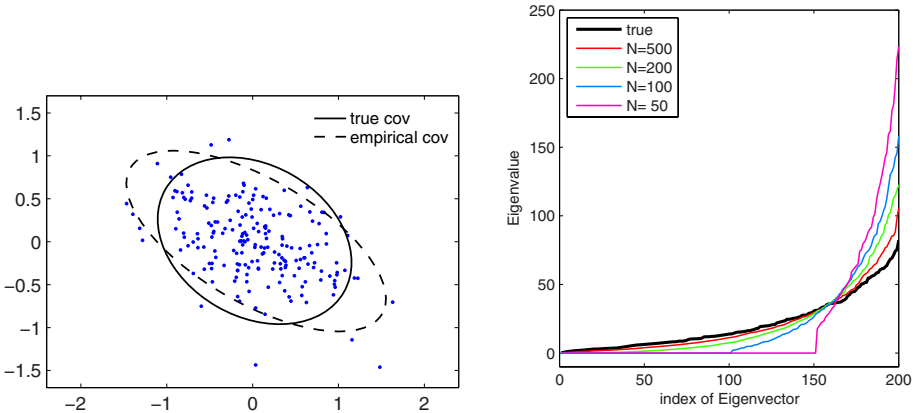 true cov
empirical cov
1.5
1
0.5
0
−0.5
−1
−1.5
−2
−1
0
1
2
250
200
150
100
50
0
Eigenvalue
true
N=500
N=200
N=100
N= 50
0
50
100
150
200
index of Eigenvector